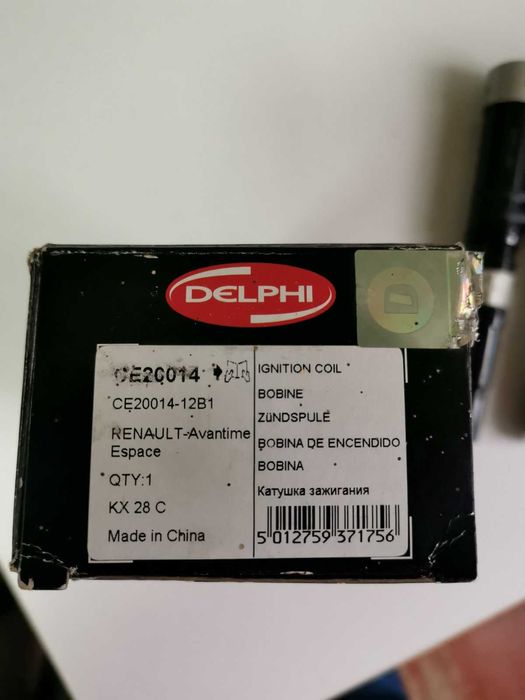 DELPHI
D
CE20014
CE20014-12B1
RENAULT-Avantime
Espace
QTY:1
KX 28 C
Made in China
IGNITION COIL
BOBINE
ZÜNDSPULE
BOBINA DE ENCENDIDO
BOBINA
Катушка зажигания
5 012759 371756